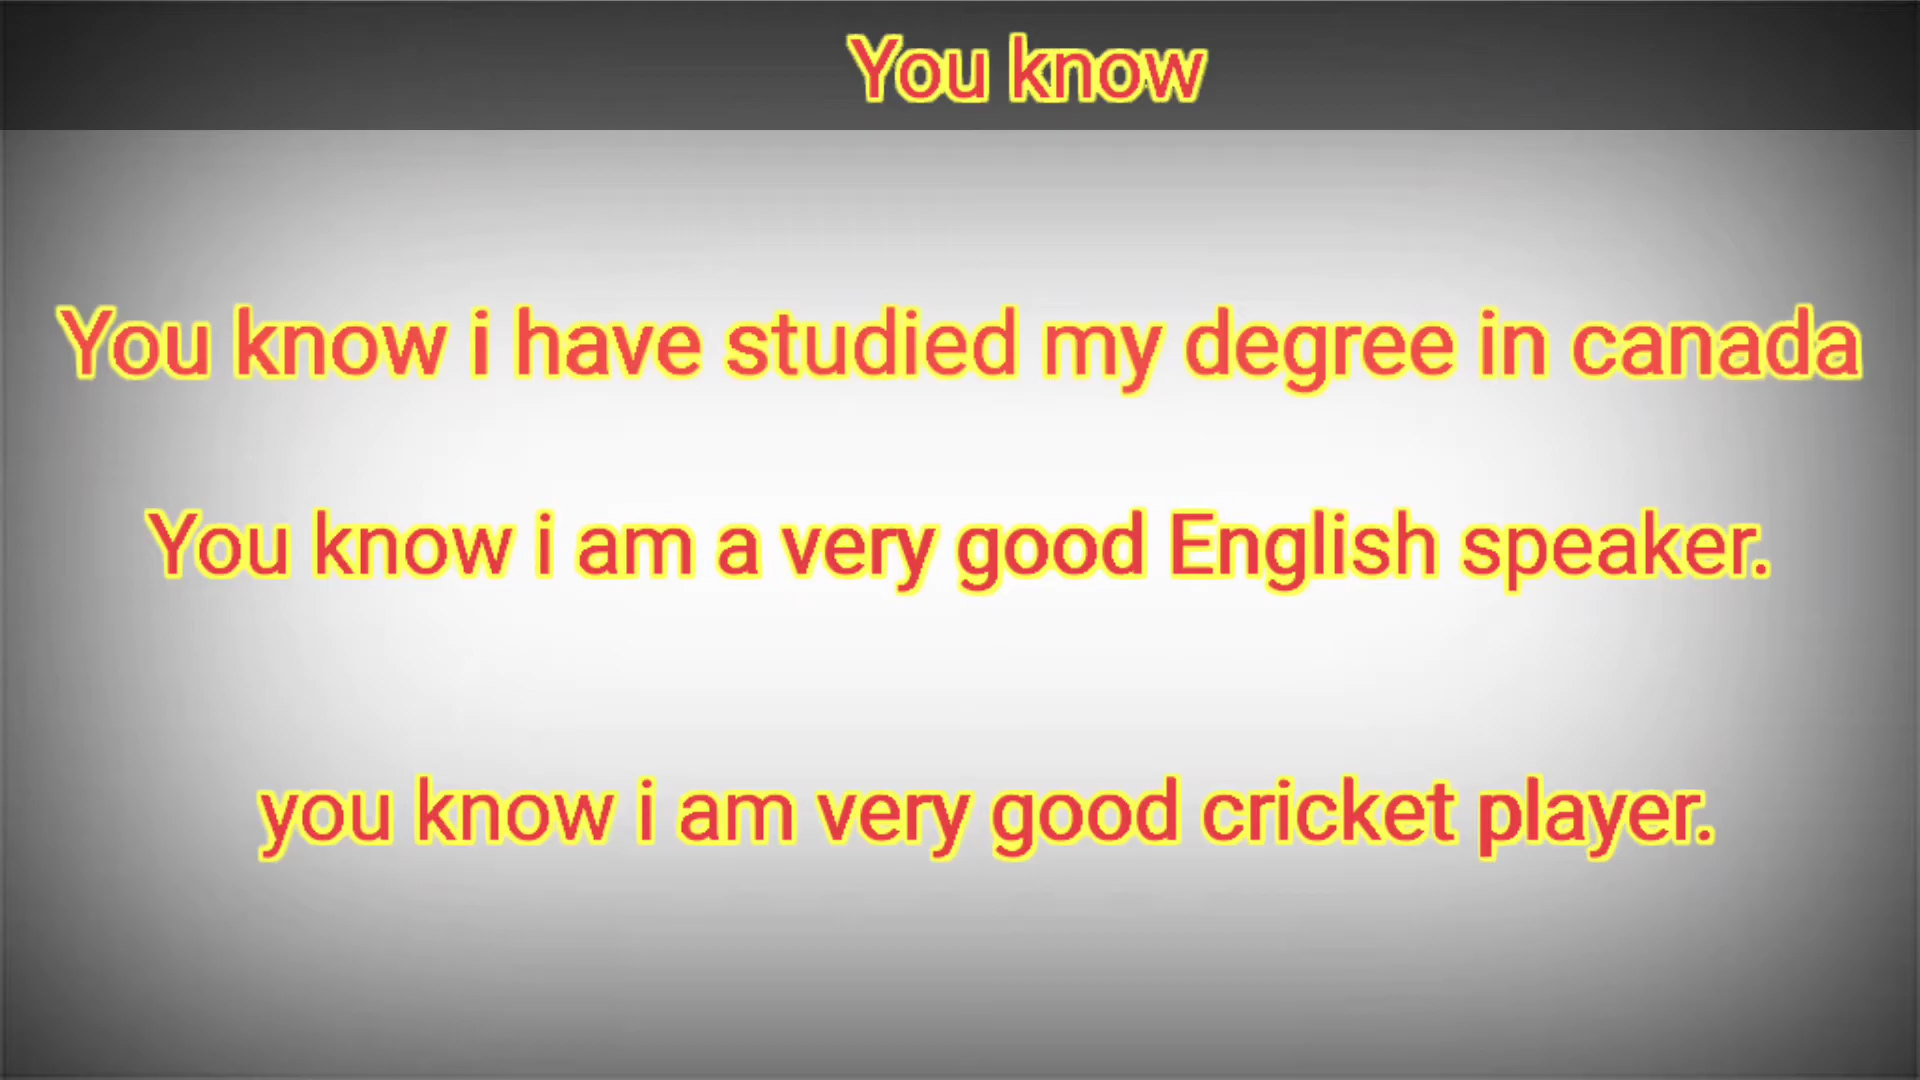 You know
You know i have studied my degree in canada
You know i am a very good English speaker.
you know i am very good cricket player.